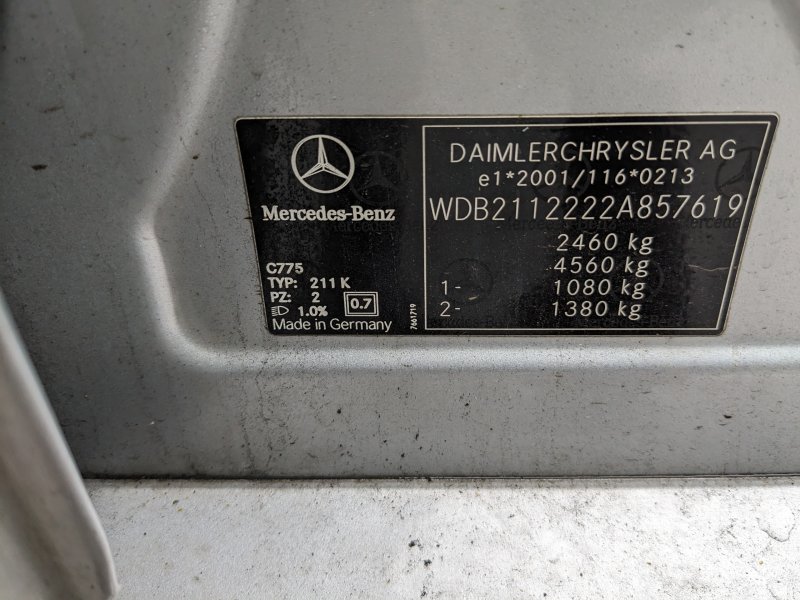 Mercedes-Benz
C775
TYP: 211 K
PZ: 2
1.0% 0.7
Made in Germany
7661719
DAIMLERCHRYSLER AG
e1*2001/116*0213
WDB2112222A857619
2460 kg
4560 kg
1- 1080 kg
2- 1380 kg